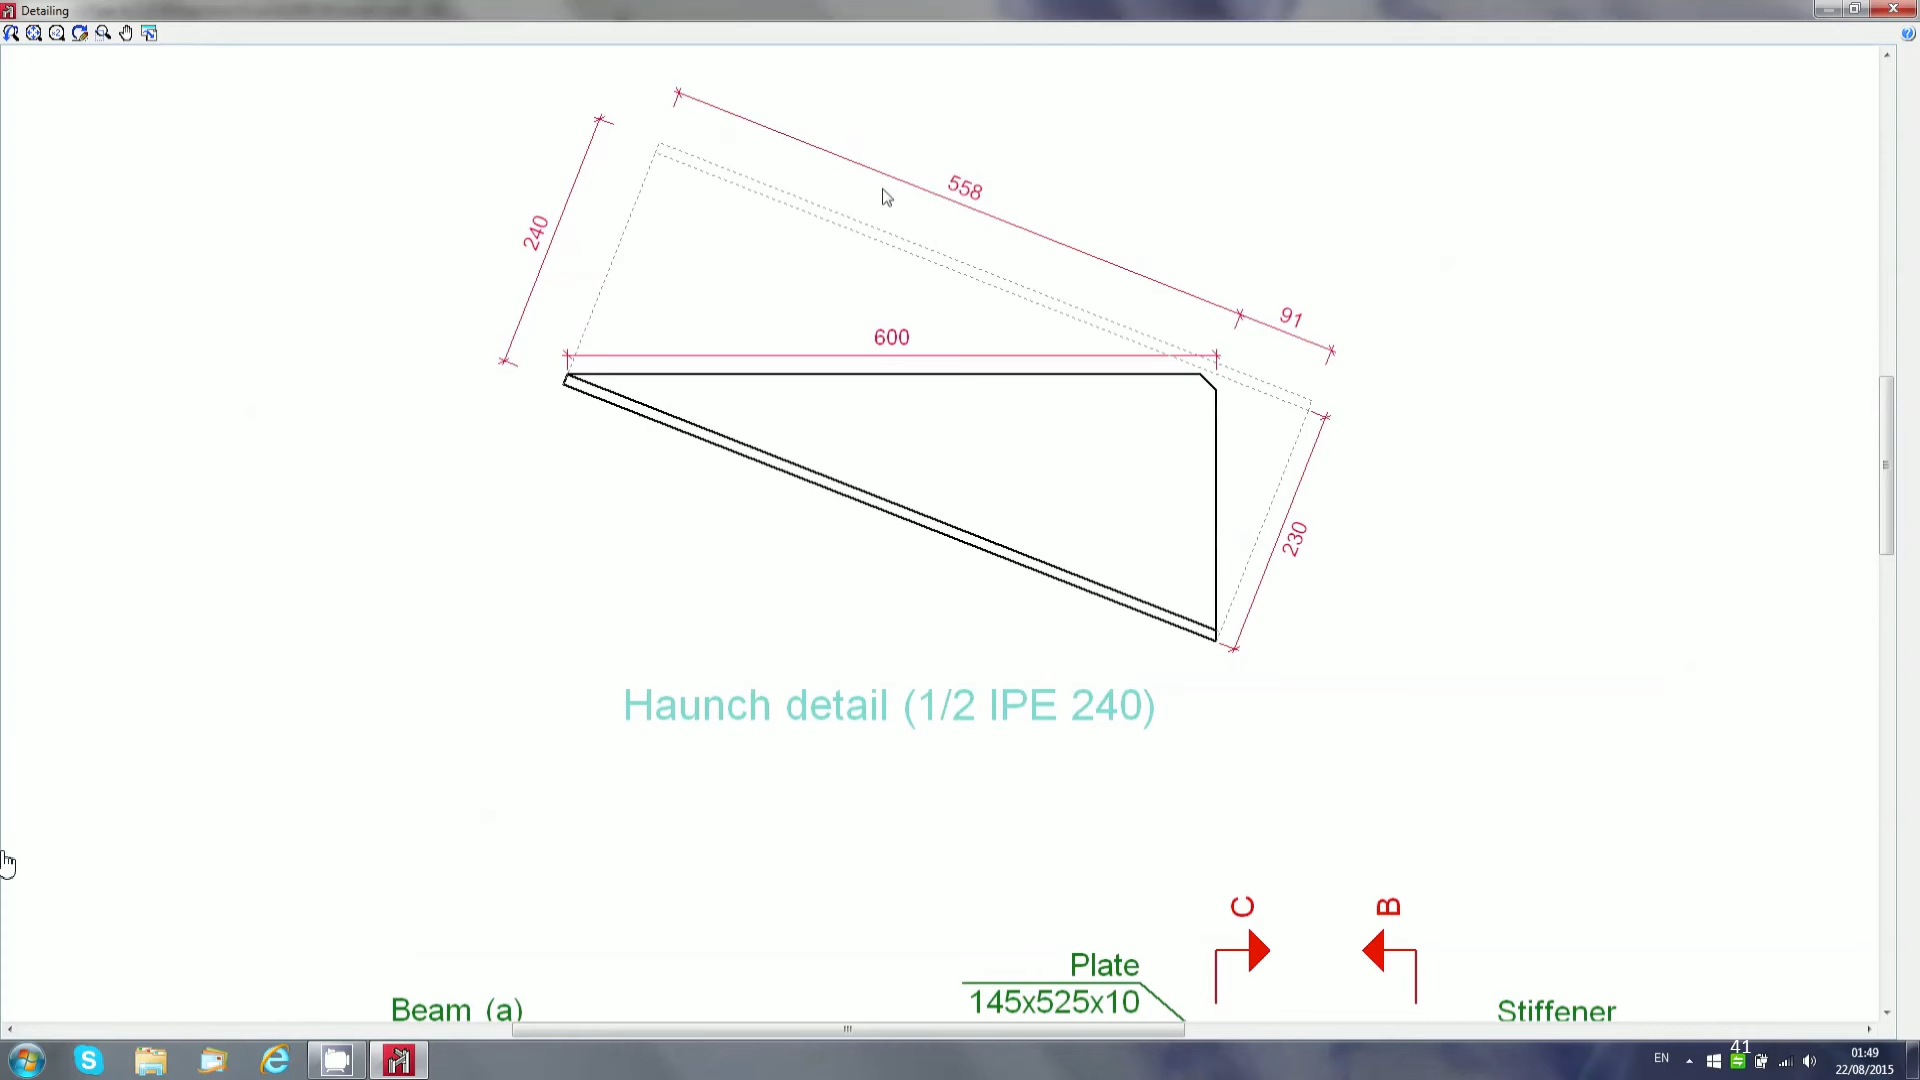 Detailing
558
240
91
600
230
Haunch detail (1/2 IPE 240)
C
B
Plate
145x525x10
Beam (a)
Stiffener
EN
41
01:49
22/08/2015